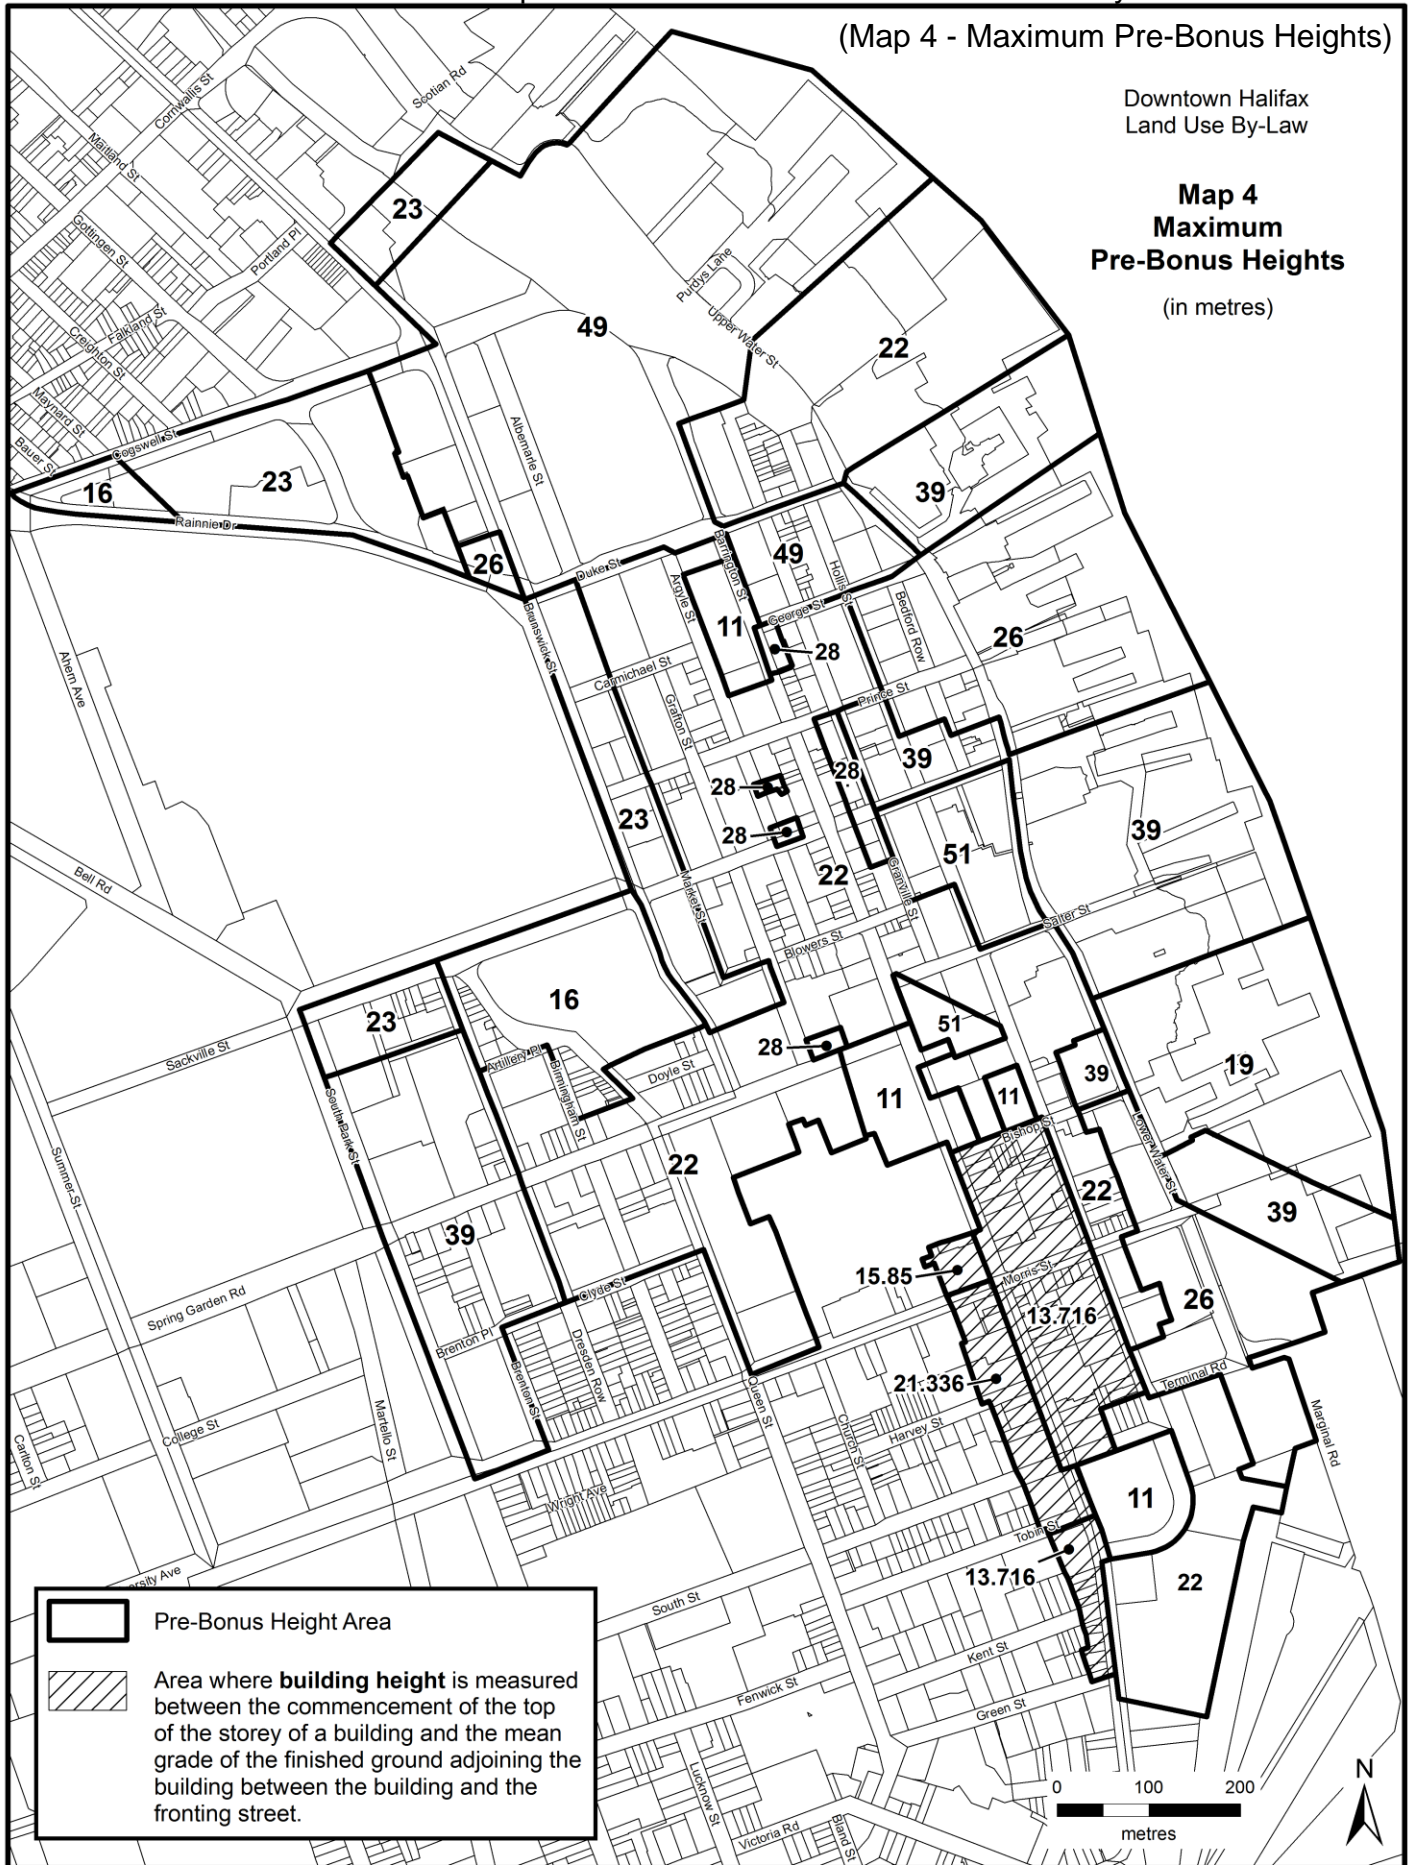 (Map 4 - Maximum Pre-Bonus Heights)
Downtown Halifax
Land Use By-Law
Map 4
Maximum
Pre-Bonus Heights
(in metres)
Scotian Rd
Cornwallis St
Maitland St
Gottingen St
Portland Pl
Falkland St
Creighton St
Maynard St
Bauer St
Cogswell St
Rainnie Dr
Purdys Lane
Upper Water St
Albemarle St
23
49
22
39
16
23
26
Duke St
Barrington St
49
Hollis St
Argyle St
George St
Bedford Row
11
28
26
Brunswick St
Carmichael St
Grafton St
Prince St
Ahern Ave
39
28
28
28
23
39
51
22
Market St
Granville St
Bell Rd
Blowers St
Salter St
16
23
51
28
Sackville St
Artillery Pl
Birmingham St
Doyle St
11
11
39
19
South Park St
Bishop St
Lower Water St
Summer St
22
22
39
39
15.85
Morris St
26
13.716
Clyde St
Spring Garden Rd
Brenton Pl
Dresden Row
Brenton St
21.336
Terminal Rd
Queen St
College St
Martello St
Church St
Harvey St
Marginal Rd
Carlton St
Wright Ave
11
Tobin St
13.716
22
ersity Ave
South St
Kent St
Fenwick St
Green St
Lucknow St
Victoria Rd
Bland St
Pre-Bonus Height Area
Area where building height is measured
between the commencement of the top
of the storey of a building and the mean
grade of the finished ground adjoining the
building between the building and the
fronting street.
0 100 200
metres
N